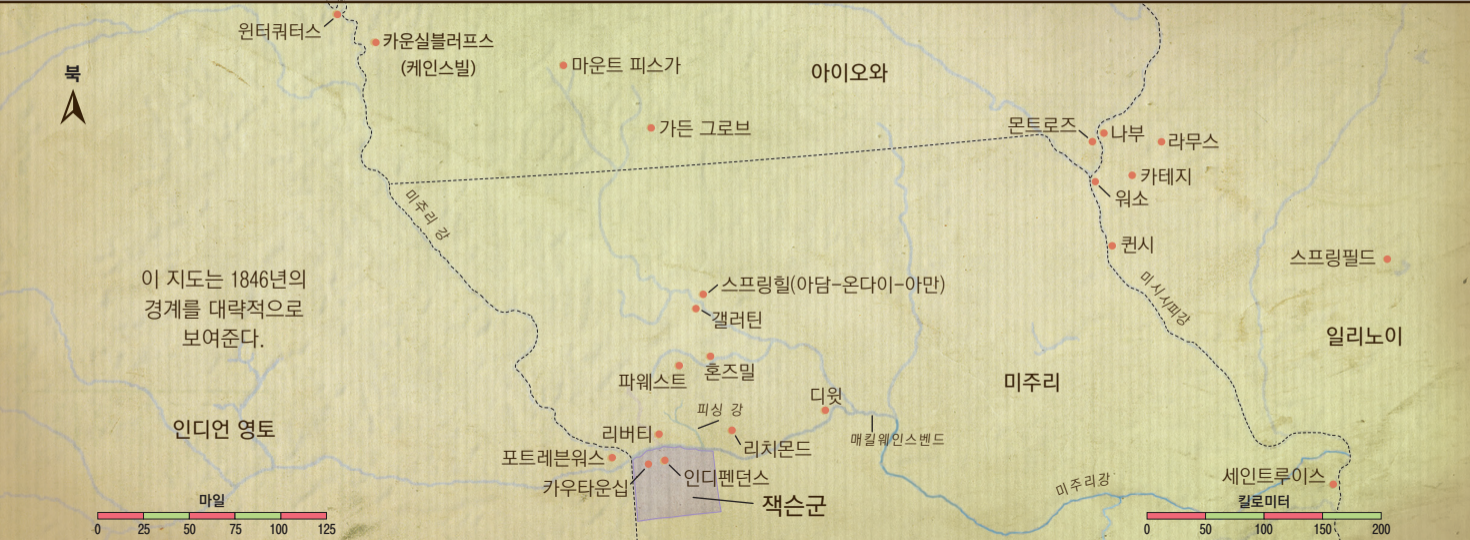 윈터쿼터스
카운실블러프스
(케인스빌)
마운트 피스가
아이오와
북
가든 그로브
몬트로즈
나부
라무스
카테지
워소
미주리 강
퀸시
스프링필드
이 지도는 1846년의
경계를 대략적으로
보여준다.
스프링힐(아담-온다이-아만)
갤러틴
미시시피강
일리노이
파웨스트
혼즈밀
미주리
디윗
피싱 강
인디언 영토
리버티
리치몬드
매킬웨인스벤드
포트레븐워스
인디펜던스
카우타운십
잭슨군
미주리강
세인트루이스
마일
0 25 50 75 100 125
킬로미터
0 50 100 150 200